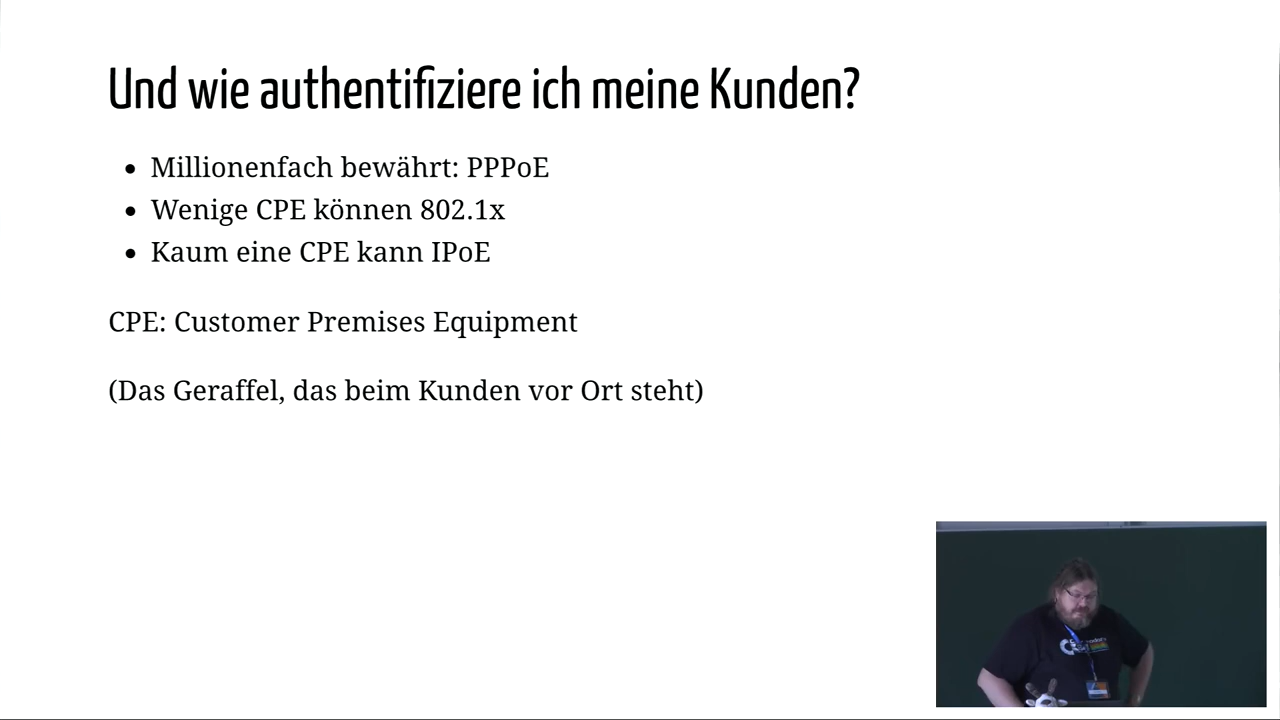 Und wie authentifiziere ich meine Kunden?
Millionenfach bewährt: PPPoE
Wenige CPE können 802.1x
Kaum eine CPE kann IPoE
CPE: Customer Premises Equipment
(Das Geraffel, das beim Kunden vor Ort steht)